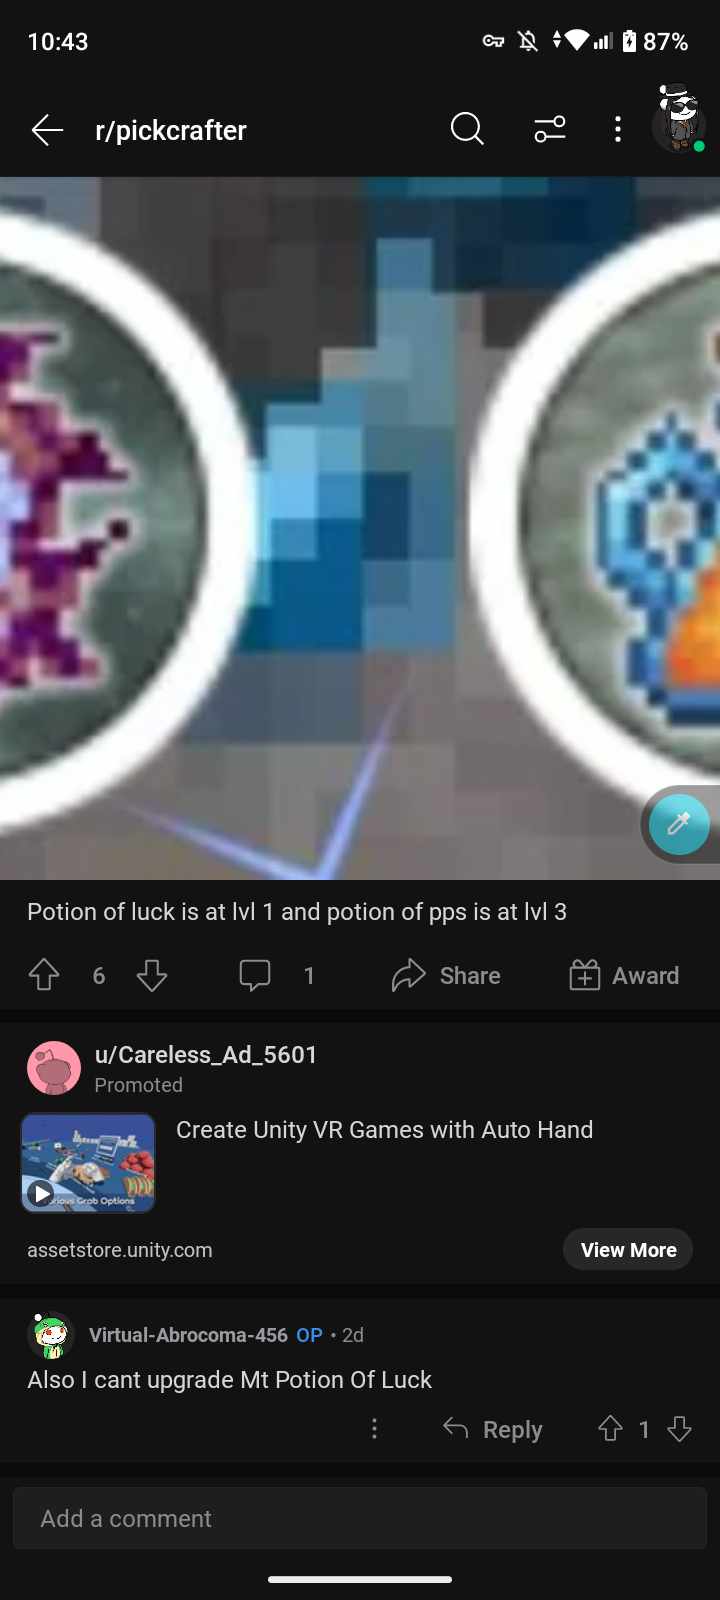 10:43
87%
r/pickcrafter
Potion of luck is at lvl 1 and potion of pps is at lvl 3
6
1
Share
Award
u/Careless_Ad_5601
Promoted
Create Unity VR Games with Auto Hand
Grab Options
assetstore.unity.com
View More
Virtual-Abrocoma-456 OP • 2d
Also I cant upgrade Mt Potion Of Luck
Reply
1
Add a comment